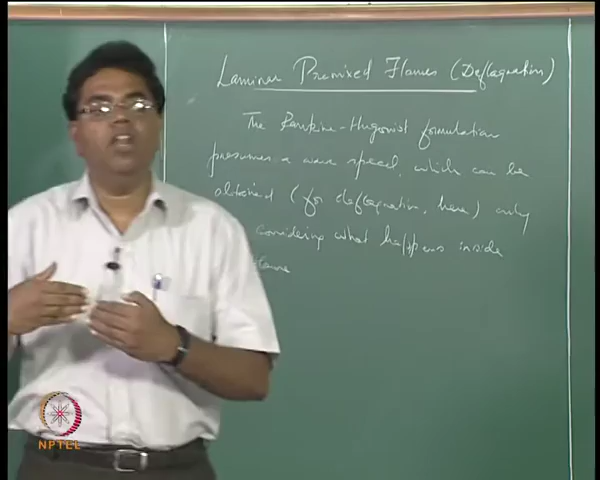 Laminar Premixed Flames (Deflagration)
The Rankine-Hugoniot formulation
presumes a wave speed, which can be
obtained (for deflagration, here) only
considering what happens inside
flame
NPTEL